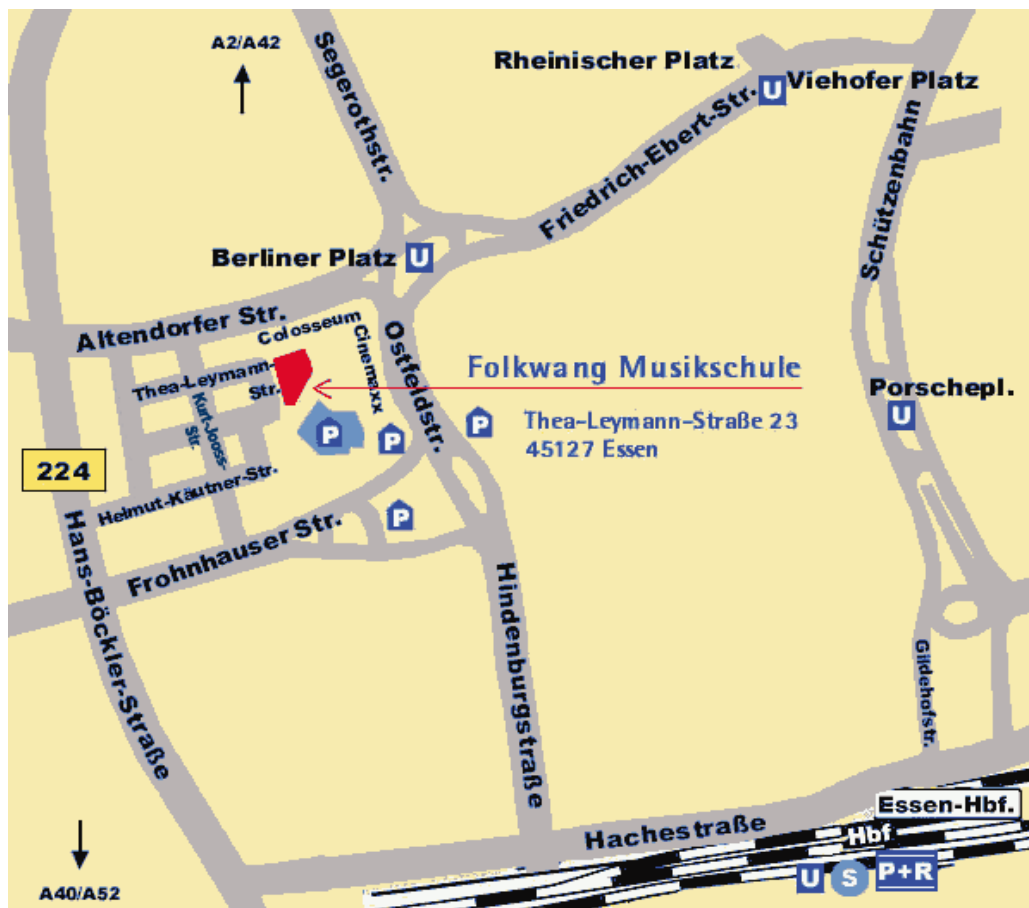 A2/A42
Segerothstr.
Rheinischer Platz
Viehofer Platz
U
Friedrich-Ebert-Str.
Schützenbahn
Berliner Platz
U
Altendorfer Str.
Colosseum
Cinemaxx
Ostfeldstr.
Thea-Leymann-
Str.
Kurt-Jooss-
Str.
Folkwang Musikschule
Thea-Leymann-Straße 23
45127 Essen
Porschepl.
U
P
P
P
P
224
Helmut-Käutner-Str.
Frohnhauser Str.
Hans-Böckler-Straße
Hindenburgstraße
Gildehofstr.
Hachestraße
Essen-Hbf.
Hbf
U
S
P+R
A40/A52